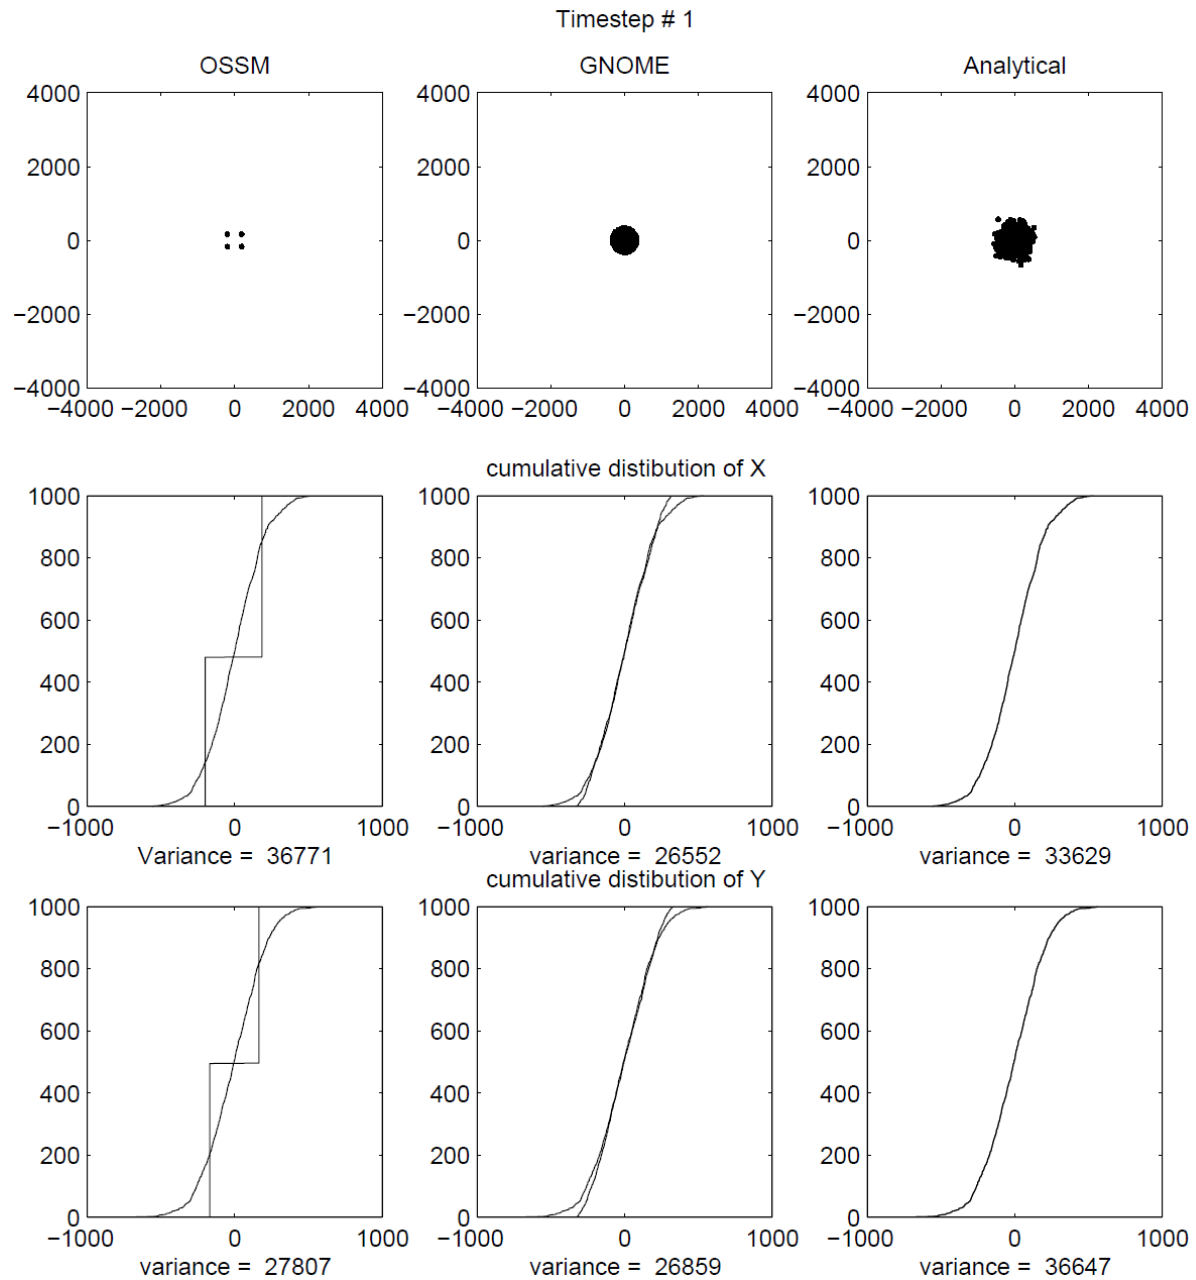 Timestep # 1
OSSM GNOME Analytical
4000 4000 4000
2000 2000 2000
0 0 0
−2000 −2000 −2000
−4000 −4000 −4000
−4000 −2000 0 2000 4000 −4000 −2000 0 2000 4000 −4000 −2000 0 2000 4000
cumulative distibution of X
1000 1000 1000
800 800 800
600 600 600
400 400 400
200 200 200
0 0 0
−1000 0 1000 −1000 0 1000 −1000 0 1000
Variance = 36771 variance = 26552 variance = 33629
cumulative distibution of Y
1000 1000 1000
800 800 800
600 600 600
400 400 400
200 200 200
0 0 0
−1000 0 1000 −1000 0 1000 −1000 0 1000
variance = 27807 variance = 26859 variance = 36647